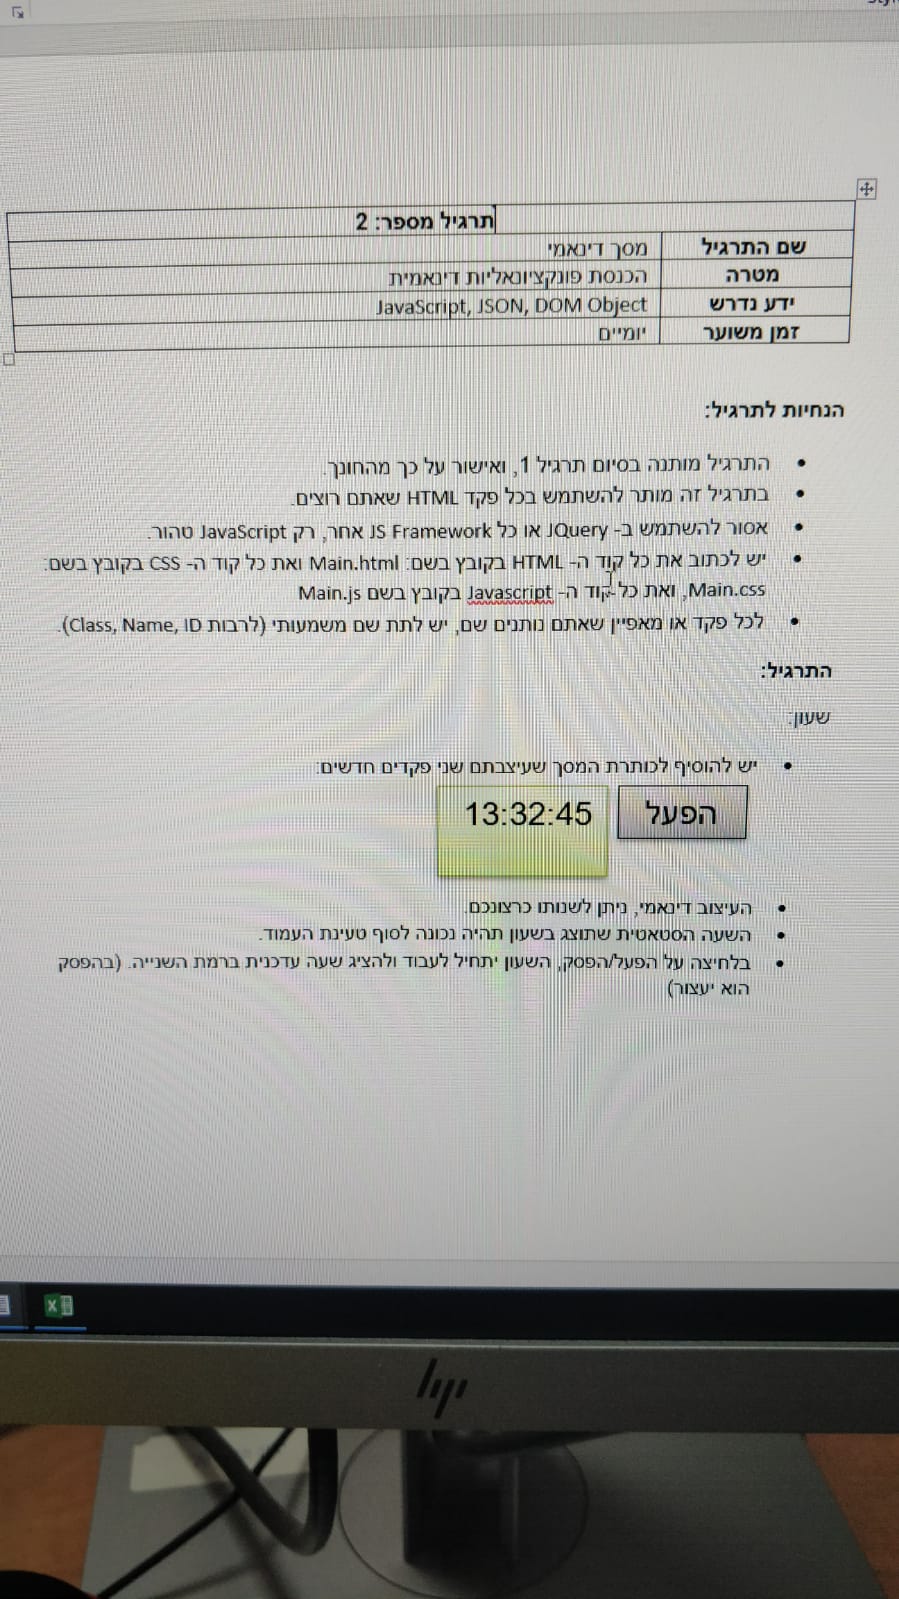 תרגיל מספר: 2
שם התרגיל מסך דינאמי
מטרה הכנסת פונקציונאליות דינאמית
ידע נדרש JavaScript, JSON, DOM Object
זמן משוער יומיים
הנחיות לתרגיל:
• התרגיל מותנה בסיום תרגיל 1, ואישור על כך מהחונך.
• בתרגיל זה מותר להשתמש בכל פקד HTML שאתם רוצים.
• אסור להשתמש ב- JQuery או כל JS Framework אחר, רק JavaScript טהור.
• יש לכתוב את כל קוד ה- HTML בקובץ בשם: Main.html ואת כל קוד ה- CSS בקובץ בשם:
Main.css, ואת כל קוד ה- Javascript בקובץ בשם Main.js
• לכל פקד או מאפיין שאתם נותנים שם, יש לתת שם משמעותי (לרבות Class, Name, ID).
התרגיל:
שעון:
• יש להוסיף לכותרת המסך שעיצבתם שני פקדים חדשים:
הפעל 13:32:45
• העיצוב דינאמי, ניתן לשנותו כרצונכם.
• השעה הסטאטית שתוצג בשעון תהיה נכונה לסוף טעינת העמוד.
• בלחיצה על הפעל/הפסק, השעון יתחיל לעבוד ולהציג שעה עדכנית ברמת השנייה. (בהפסק
הוא יעצור)
hp